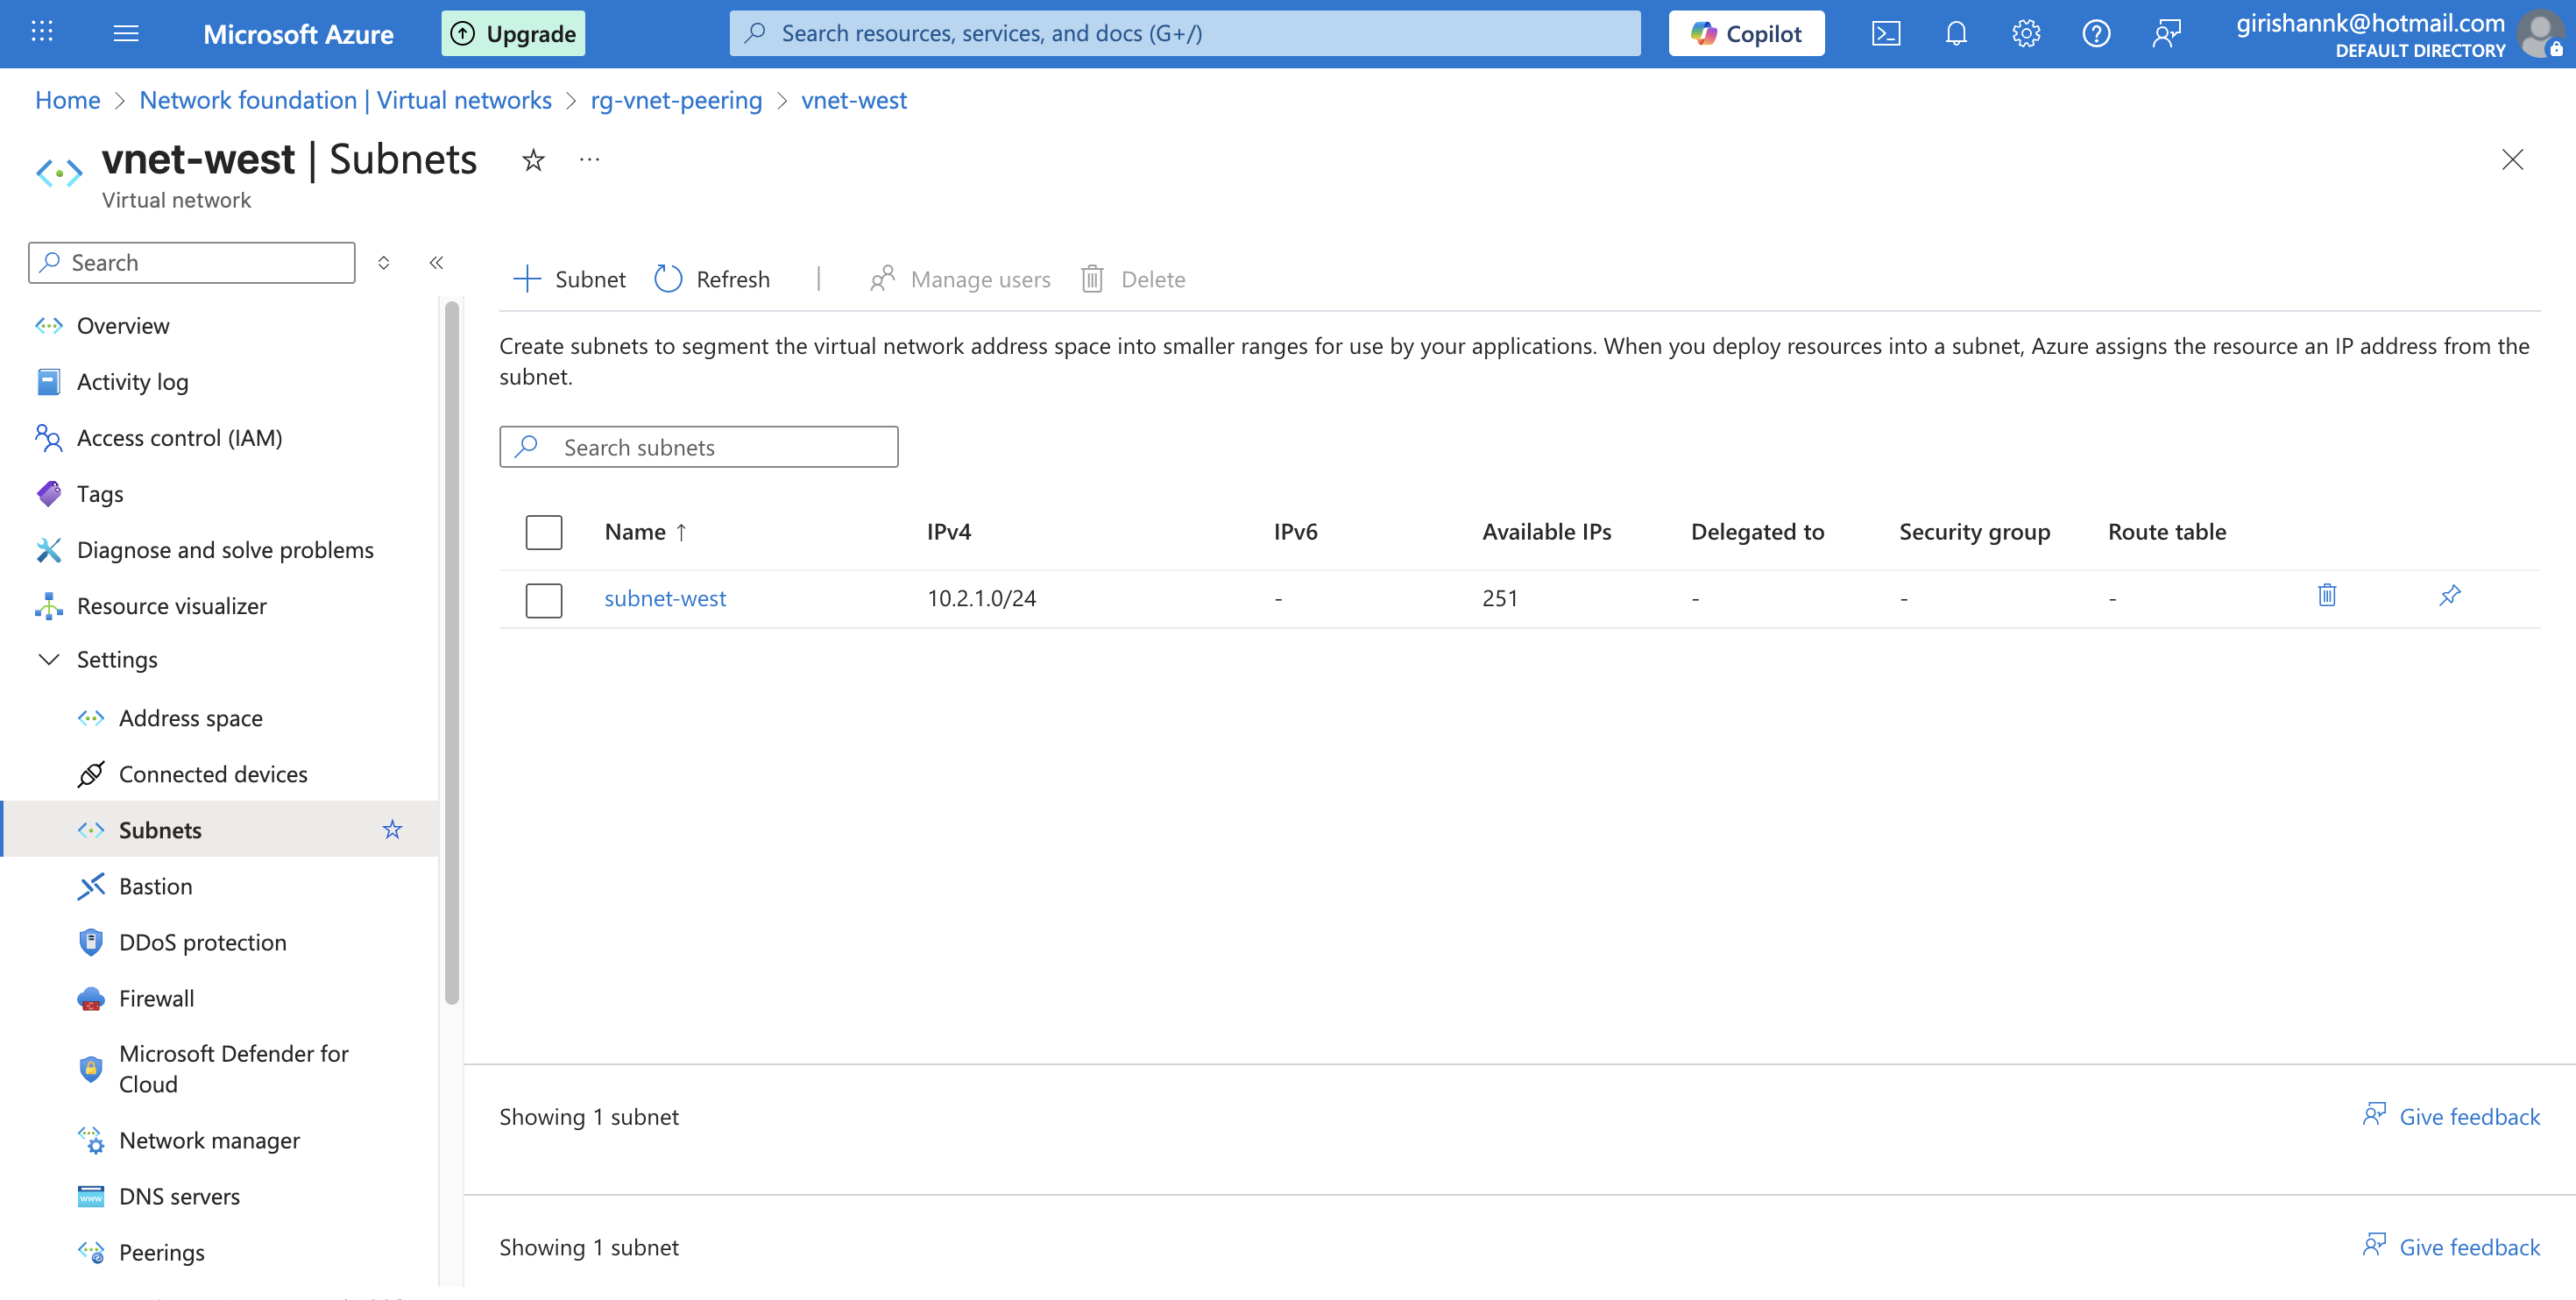 Microsoft Azure
Upgrade
Search resources, services, and docs (G+/)
Copilot
girishannk@hotmail.com
DEFAULT DIRECTORY
Home > Network foundation | Virtual networks > rg-vnet-peering > vnet-west
vnet-west | Subnets
Virtual network
Search
Overview
Activity log
Access control (IAM)
Tags
Diagnose and solve problems
Resource visualizer
Settings
Address space
Connected devices
Subnets
Bastion
DDoS protection
Firewall
Microsoft Defender for
Cloud
Network manager
DNS servers
Peerings
Subnet
Refresh
Manage users
Delete
Create subnets to segment the virtual network address space into smaller ranges for use by your applications. When you deploy resources into a subnet, Azure assigns the resource an IP address from the
subnet.
Search subnets
Name ↑ IPv4 IPv6 Available IPs Delegated to Security group Route table
subnet-west 10.2.1.0/24 - 251 - - -
Showing 1 subnet
Give feedback
Showing 1 subnet
Give feedback